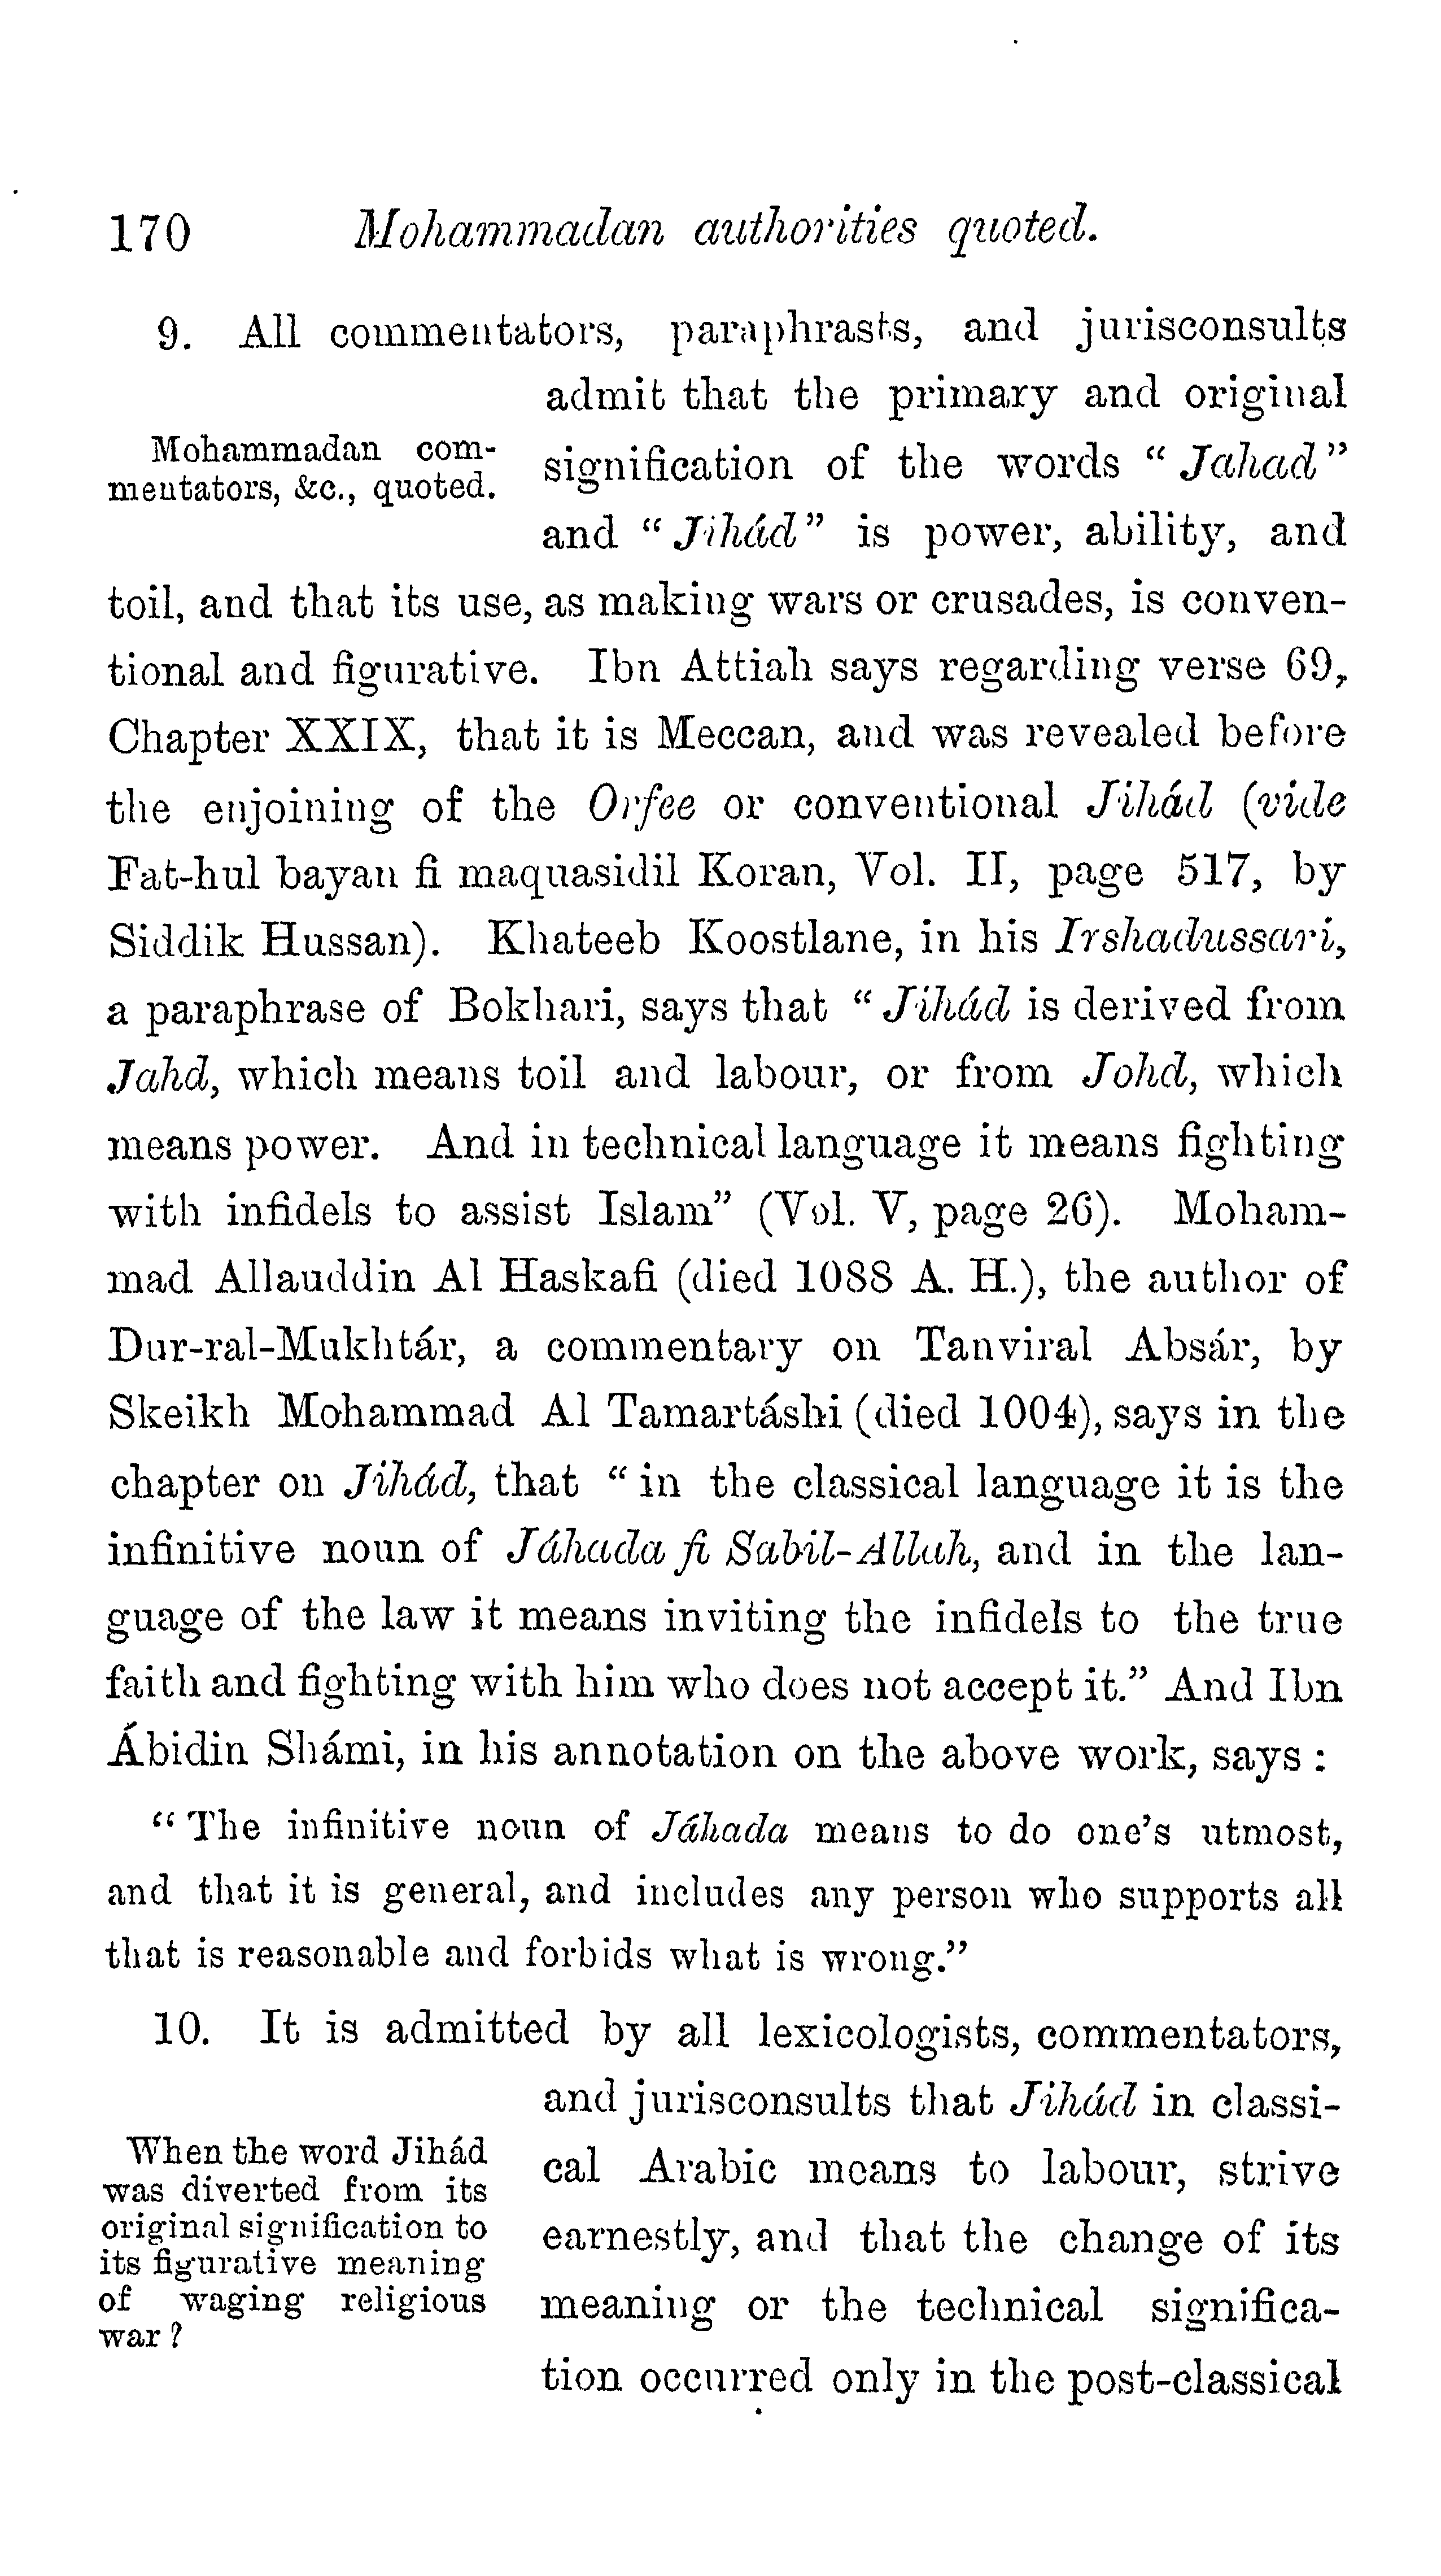 170 Mohammadan authorities quoted.
9. All commentators, paraphrasts, and jurisconsults
admit that the primary and original
Mohammadan com-
mentators, &c., quoted.
signification of the words “Jahad”
and “Jihád” is power, ability, and
toil, and that its use, as making wars or crusades, is conven-
tional and figurative. Ibn Attiah says regarding verse 69,
Chapter XXIX, that it is Meccan, and was revealed before
the enjoining of the Orfee or conventional Jihád (vide
Fat-hul bayan fi maquasidil Koran, Vol. II, page 517, by
Siddik Hussan). Khateeb Koostlane, in his Irshadussari,
a paraphrase of Bokhari, says that “Jihád is derived from
Jahd, which means toil and labour, or from Johd, which
means power. And in technical language it means fighting
with infidels to assist Islam” (Vol. V, page 26). Moham-
mad Allauddin Al Haskafi (died 1088 A. H.), the author of
Dur-ral-Mukhtár, a commentary on Tanviral Absár, by
Skeikh Mohammad Al Tamartáshi (died 1004), says in the
chapter on Jihád, that “in the classical language it is the
infinitive noun of Jáhada fi Sabil-Allah, and in the lan-
guage of the law it means inviting the infidels to the true
faith and fighting with him who does not accept it.” And Ibn
Ábidin Shámi, in his annotation on the above work, says :
“The infinitive noun of Jáhada means to do one’s utmost,
and that it is general, and includes any person who supports all
that is reasonable and forbids what is wrong.”
10. It is admitted by all lexicologists, commentators,
and jurisconsults that Jihád in classi-
When the word Jihád
was diverted from its
original signification to
its figurative meaning
of waging religious
war ?
cal Arabic means to labour, strive
earnestly, and that the change of its
meaning or the technical significa-
tion occurred only in the post-classical